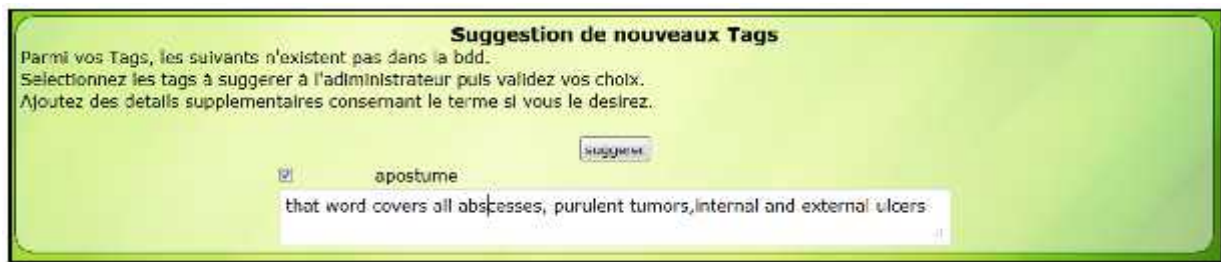 Suggestion de nouveaux Tags
Parmi vos Tags, les suivants n'existent pas dans la bdd.
Selectionnez les tags à suggerer à l'adiministrateur puis validez vos choix.
Ajoutez des details supplementaires consernant le terme si vous le desirez.
suggerer
apostume
that word covers all abscesses, purulent tumors,internal and external ulcers